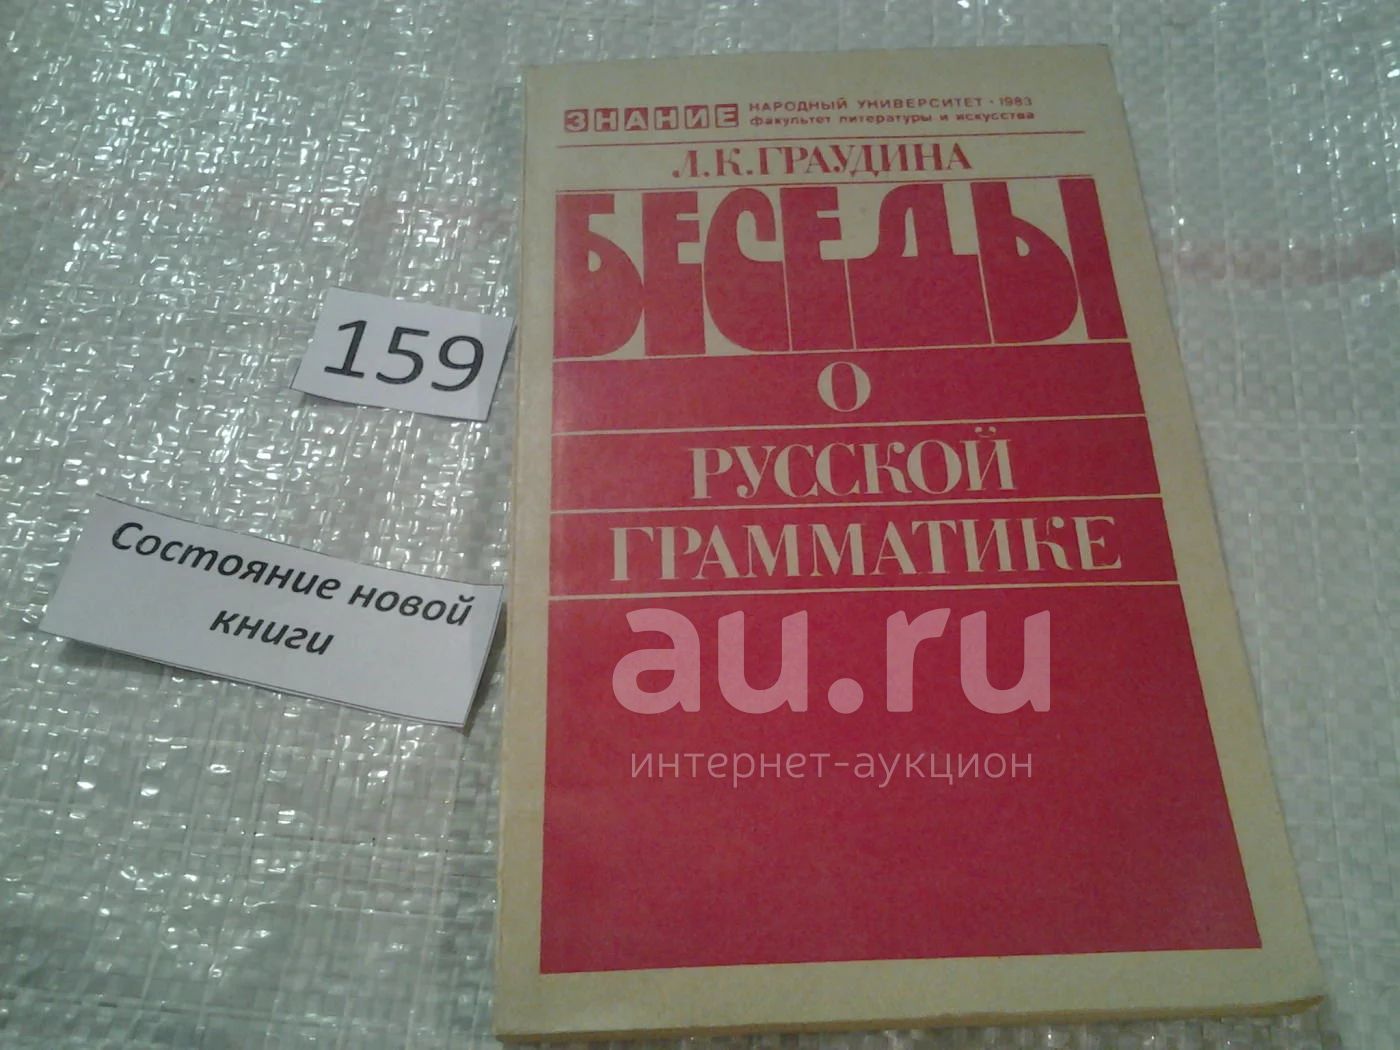 ЗНАНИЕ
НАРОДНЫЙ УНИВЕРСИТЕТ · 1983
факультет литературы и искусства
Л.К.ГРАУДИНА
БЕСЕДЫ
О
РУССКОЙ
ГРАММАТИКЕ
159
Состояние новой
книги
au.ru
интернет-аукцион